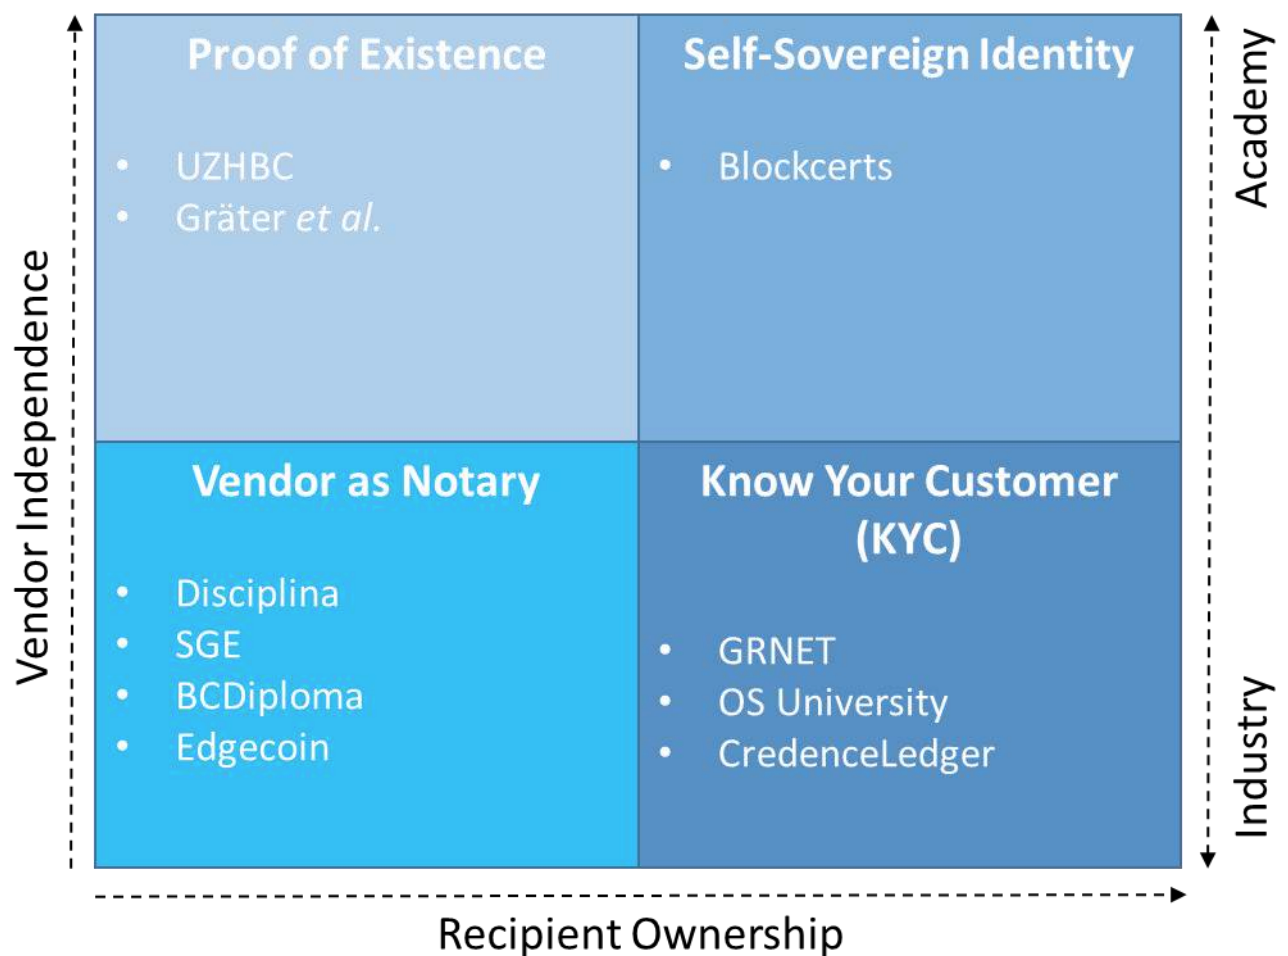 Proof of Existence
• UZHBC
• Gräter et al.
Self-Sovereign Identity
• Blockcerts
Vendor as Notary
• Disciplina
• SGE
• BCDiploma
• Edgecoin
Know Your Customer
(KYC)
• GRNET
• OS University
• CredenceLedger
Vendor Independence
Academy
Industry
Recipient Ownership